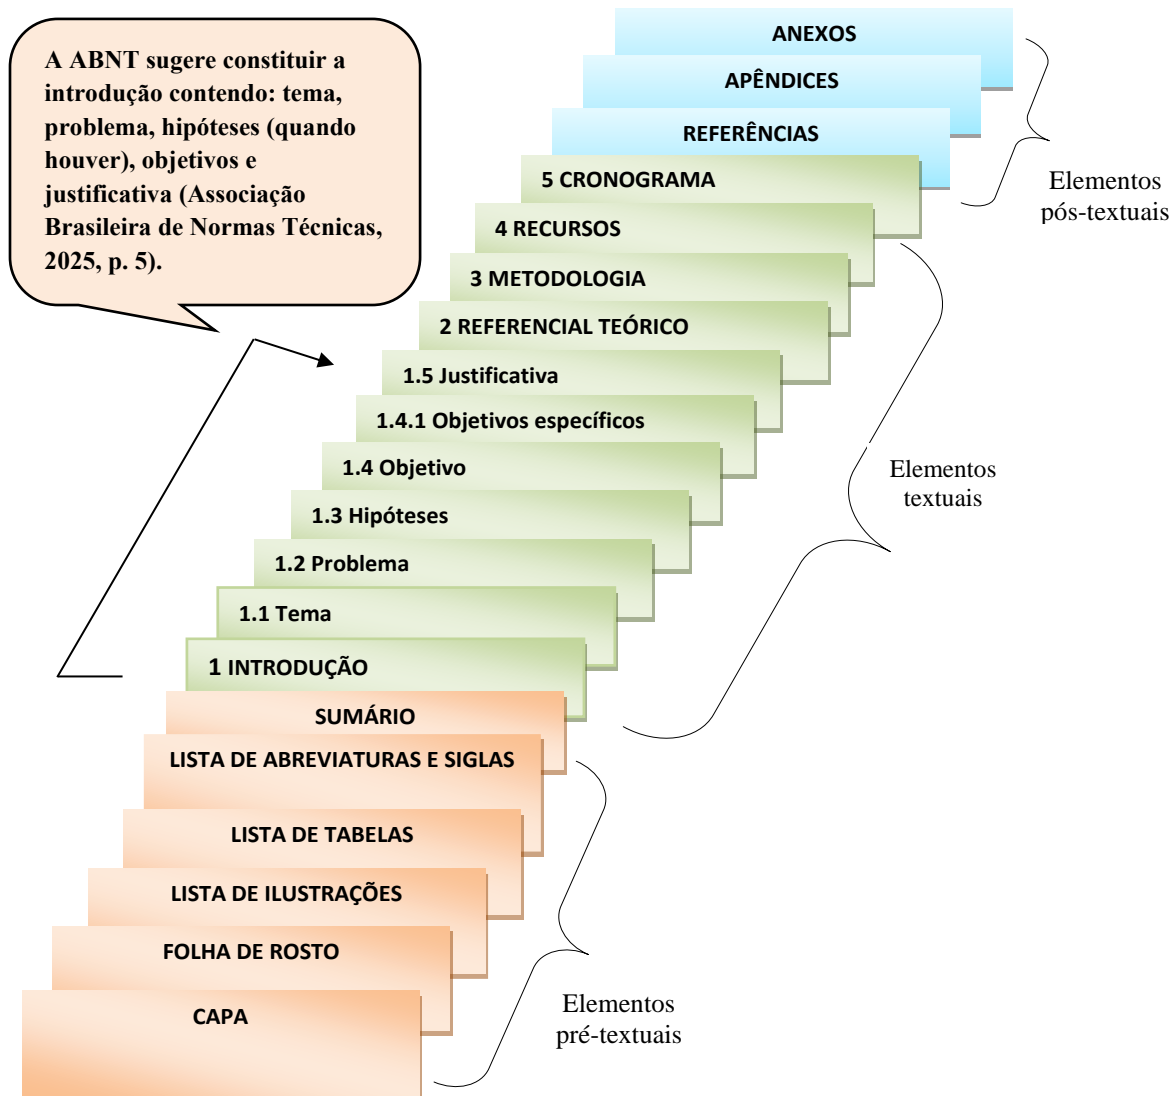 A ABNT sugere constituir a
introdução contendo: tema,
problema, hipóteses (quando
houver), objetivos e
justificativa (Associação
Brasileira de Normas Técnicas,
2025, p. 5).
ANEXOS
APÊNDICES
REFERÊNCIAS
Elementos
pós-textuais
5 CRONOGRAMA
4 RECURSOS
3 METODOLOGIA
2 REFERENCIAL TEÓRICO
1.5 Justificativa
1.4.1 Objetivos específicos
1.4 Objetivo
1.3 Hipóteses
1.2 Problema
1.1 Tema
1 INTRODUÇÃO
Elementos
textuais
SUMÁRIO
LISTA DE ABREVIATURAS E SIGLAS
LISTA DE TABELAS
LISTA DE ILUSTRAÇÕES
FOLHA DE ROSTO
CAPA
Elementos
pré-textuais